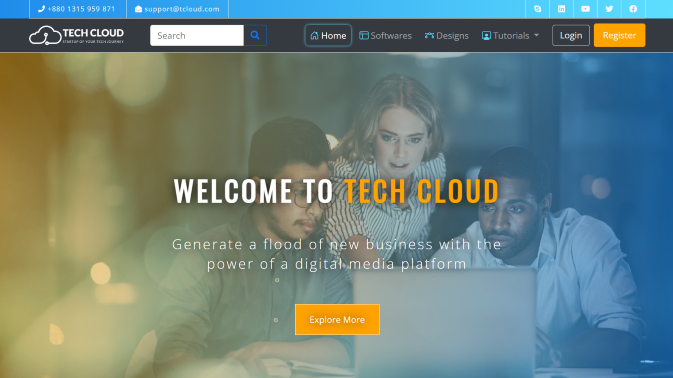 +880 1315 959 871
support@tcloud.com
TECH CLOUD
STARTUP OF YOUR TECH JOURNEY
Search
Home
Softwares
Designs
Tutorials
Login
Register
WELCOME TO TECH CLOUD
Generate a flood of new business with the
power of a digital media platform
Explore More